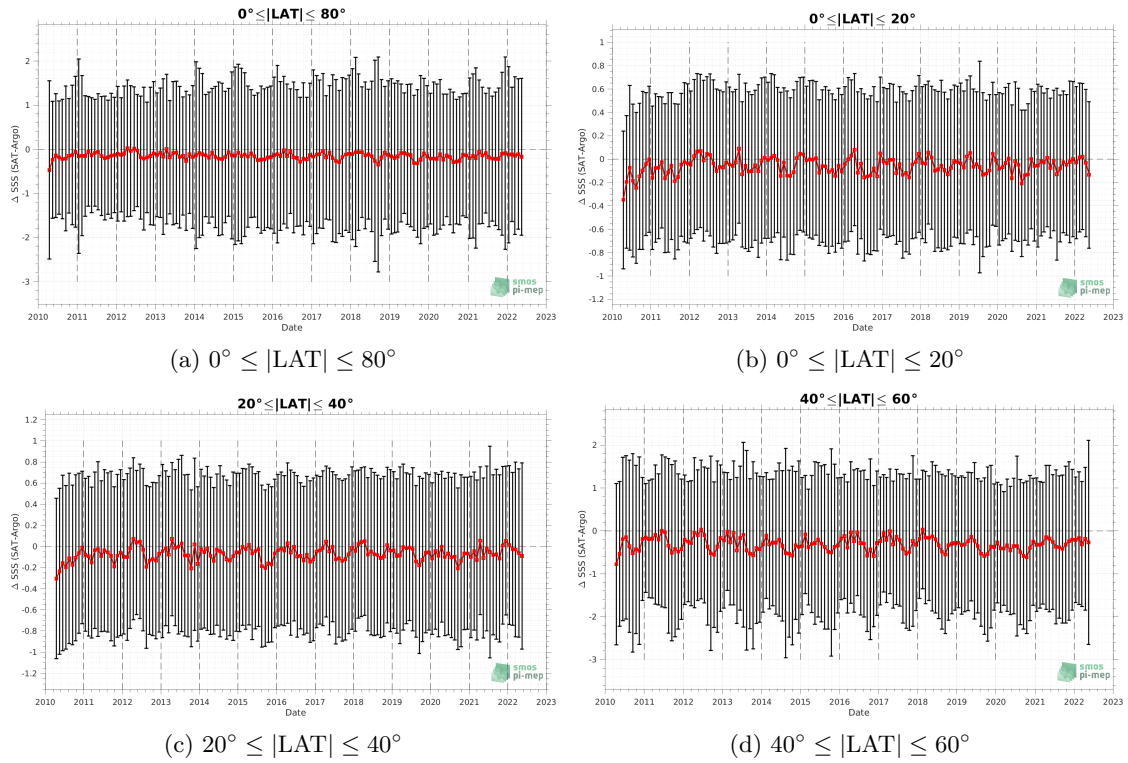 0°≤|LAT|≤ 80°
Δ SSS (SAT-Argo)
2
1
0
-1
-2
-3
2010 2011 2012 2013 2014 2015 2016 2017 2018 2019 2020 2021 2022 2023
Date
smos
pi-mep
(a) 0° ≤ |LAT| ≤ 80°
0°≤|LAT|≤ 20°
Δ SSS (SAT-Argo)
1
0.8
0.6
0.4
0.2
0
-0.2
-0.4
-0.6
-0.8
-1
-1.2
2010 2011 2012 2013 2014 2015 2016 2017 2018 2019 2020 2021 2022 2023
Date
smos
pi-mep
(b) 0° ≤ |LAT| ≤ 20°
20°≤|LAT|≤ 40°
Δ SSS (SAT-Argo)
1.2
1
0.8
0.6
0.4
0.2
0
-0.2
-0.4
-0.6
-0.8
-1
-1.2
2010 2011 2012 2013 2014 2015 2016 2017 2018 2019 2020 2021 2022 2023
Date
smos
pi-mep
(c) 20° ≤ |LAT| ≤ 40°
40°≤|LAT|≤ 60°
Δ SSS (SAT-Argo)
2
1
0
-1
-2
-3
2010 2011 2012 2013 2014 2015 2016 2017 2018 2019 2020 2021 2022 2023
Date
smos
pi-mep
(d) 40° ≤ |LAT| ≤ 60°